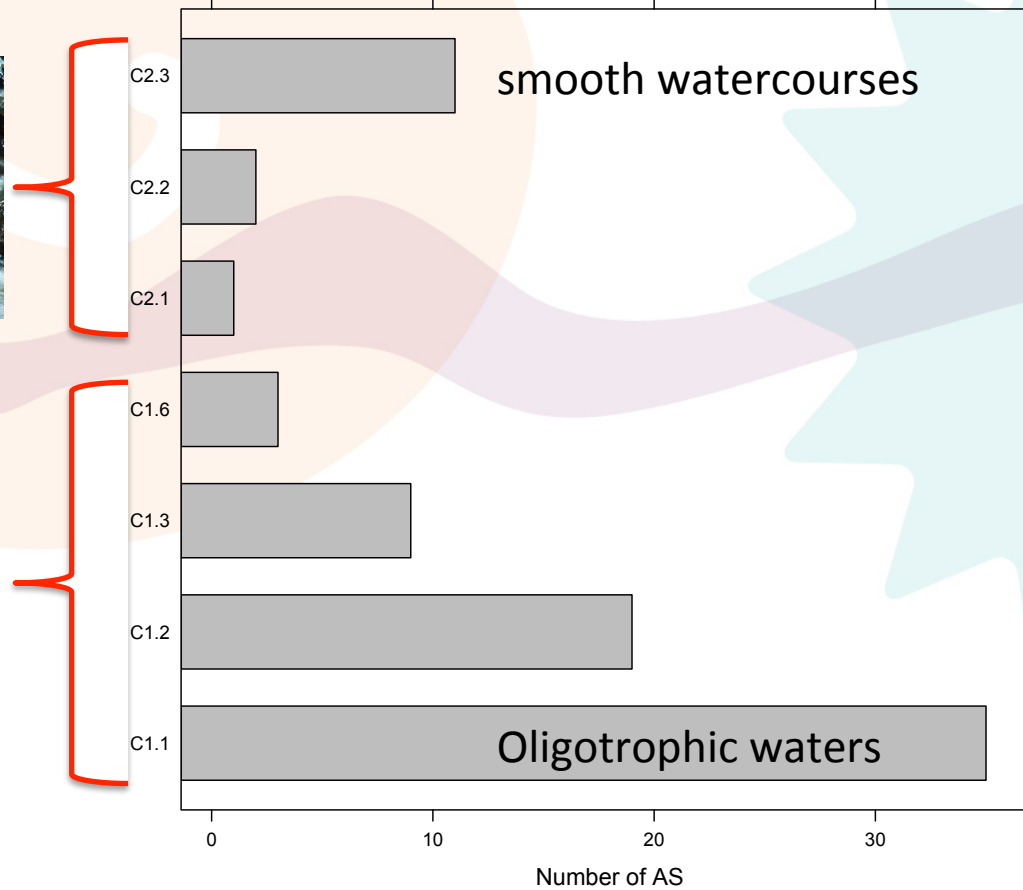 C2.3
smooth watercourses
C2.2
C2.1
C1.6
C1.3
C1.2
C1.1
Oligotrophic waters
0 10 20 30
Number of AS